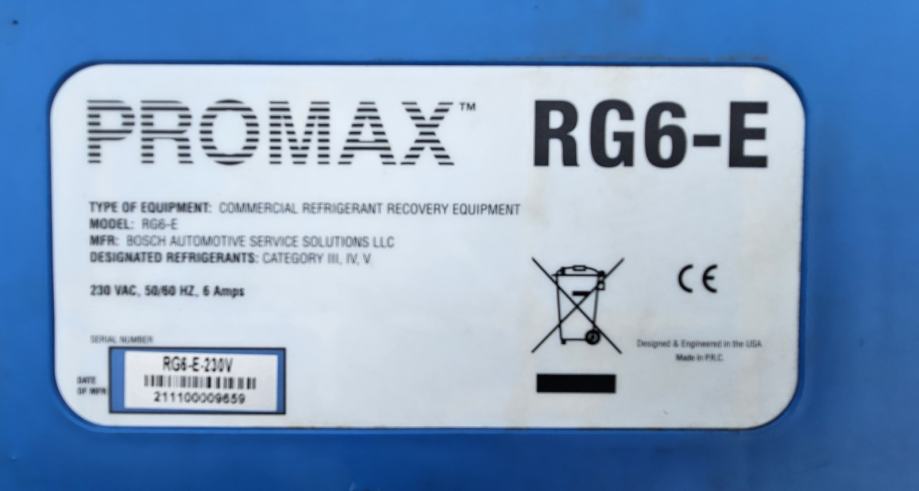 PROMAX™ RG6-E
TYPE OF EQUIPMENT: COMMERCIAL REFRIGERANT RECOVERY EQUIPMENT
MODEL: RG6-E
MFR: BOSCH AUTOMOTIVE SERVICE SOLUTIONS LLC
DESIGNATED REFRIGERANTS: CATEGORY III, IV, V
230 VAC, 50/60 HZ, 6 Amps
CE
Designed & Engineered in the USA
Made in P.R.C.
SERIAL NUMBER
RG6-E-230V
DATE
OF MFR:
211100009659